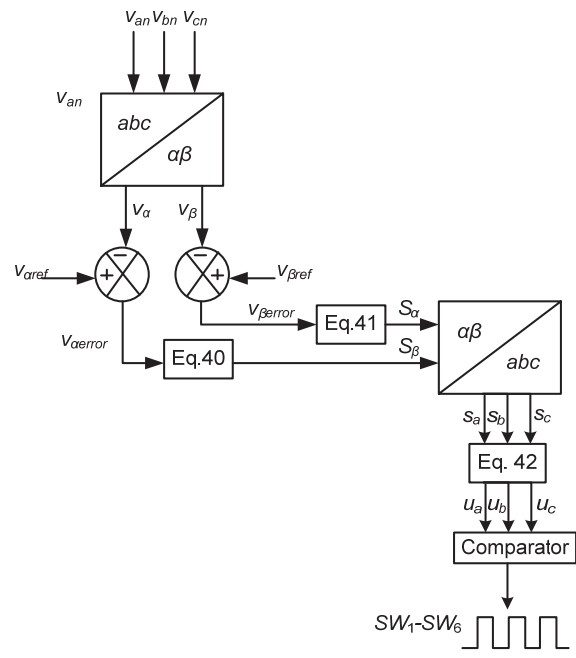 van vbn vcn
van
abc
αβ
vα vβ
vαref + − − + vβref
vβerror Eq.41 Sα
vαerror Eq.40 Sβ
αβ
abc
sa sb sc
Eq. 42
ua ub uc
Comparator
SW1-SW6